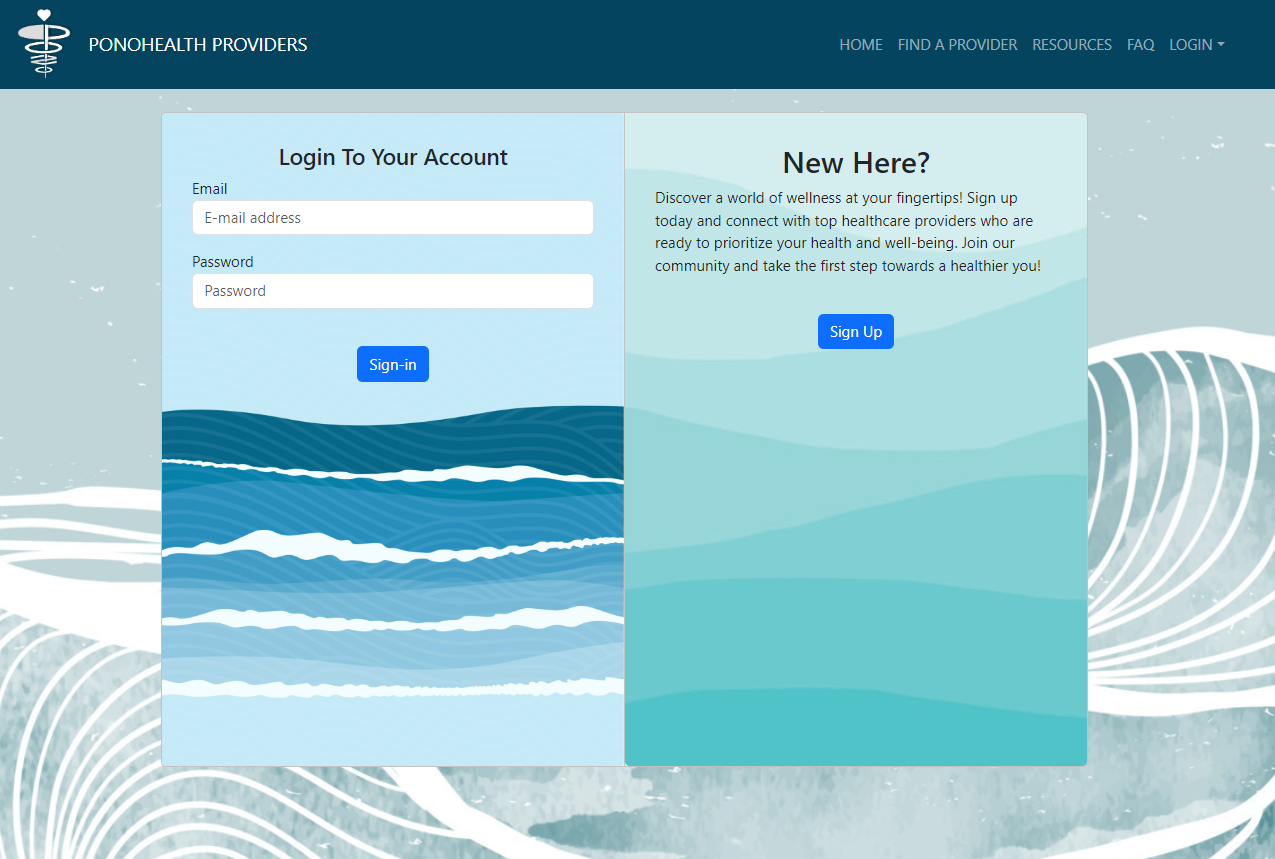 PONOHEALTH PROVIDERS
HOME FIND A PROVIDER RESOURCES FAQ LOGIN
Login To Your Account
Email
E-mail address
Password
Password
Sign-in
New Here?
Discover a world of wellness at your fingertips! Sign up
today and connect with top healthcare providers who are
ready to prioritize your health and well-being. Join our
community and take the first step towards a healthier you!
Sign Up